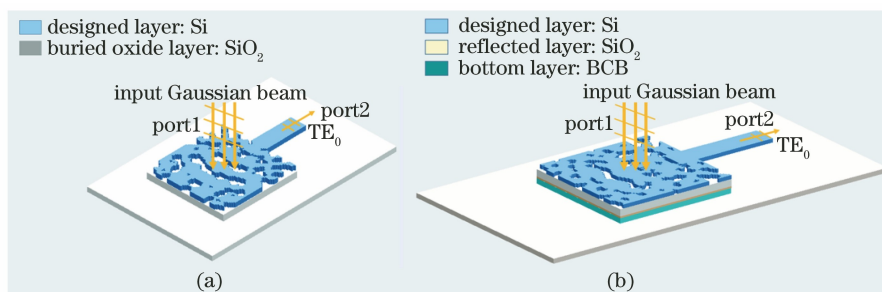 designed layer: Si
buried oxide layer: SiO₂
input Gaussian beam
port1
port2
TE₀
(a)
designed layer: Si
reflected layer: SiO₂
bottom layer: BCB
input Gaussian beam
port1
port2
TE₀
(b)